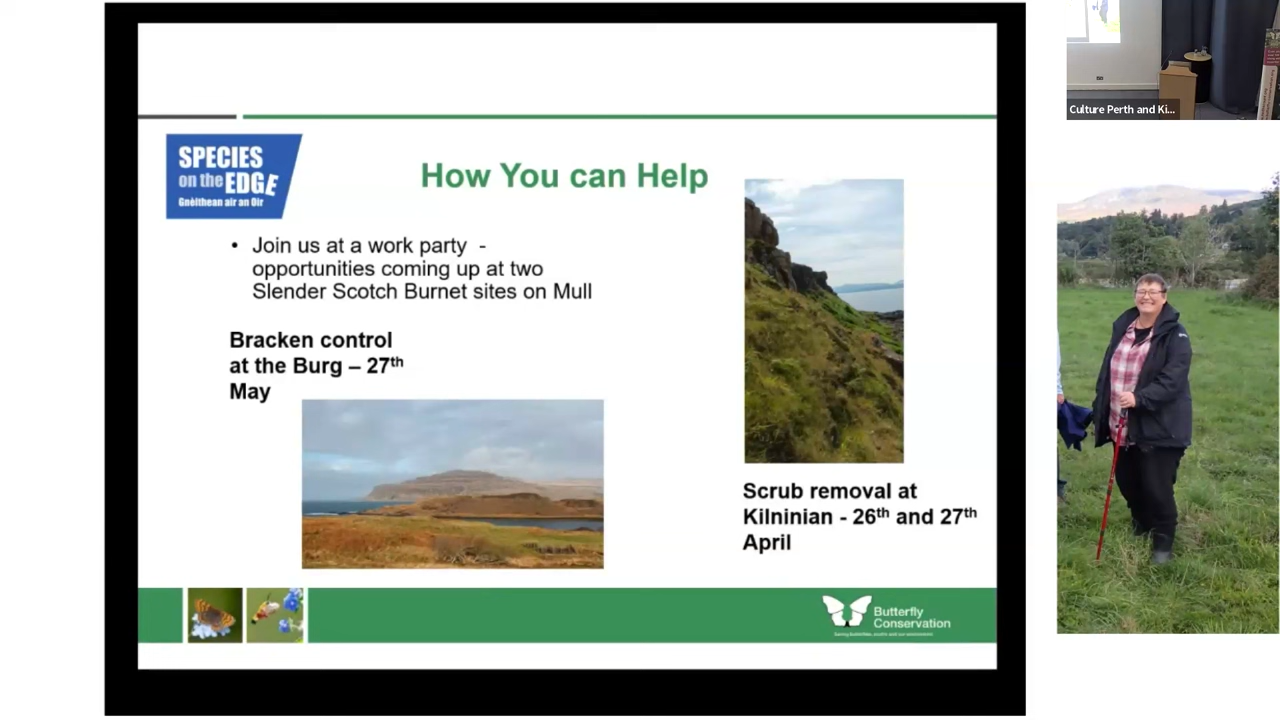 SPECIES
on the EDGE
Gnèithean air an Oir
How You can Help
• Join us at a work party -
opportunities coming up at two
Slender Scotch Burnet sites on Mull
Bracken control
at the Burg – 27th
May
Scrub removal at
Kilninian - 26th and 27th
April
Butterfly
Conservation
Culture Perth and Ki...